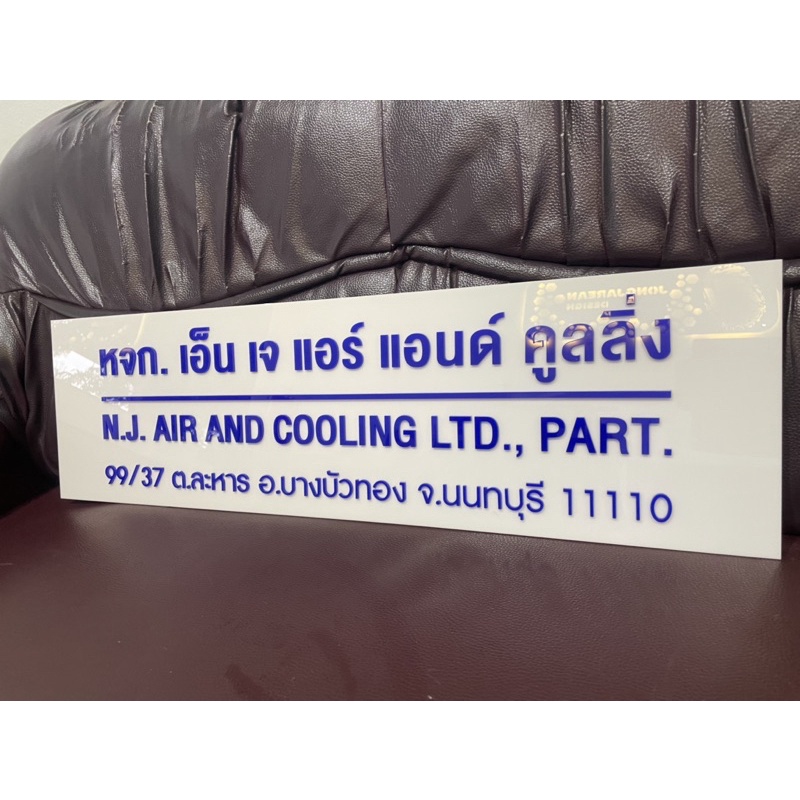 JONGJAREAN
DESIGN
หจก. เอ็น เจ แอร์ แอนด์ คูลลิ่ง
N.J. AIR AND COOLING LTD., PART.
99/37 ต.ละหาร อ.บางบัวทอง จ.นนทบุรี 11110